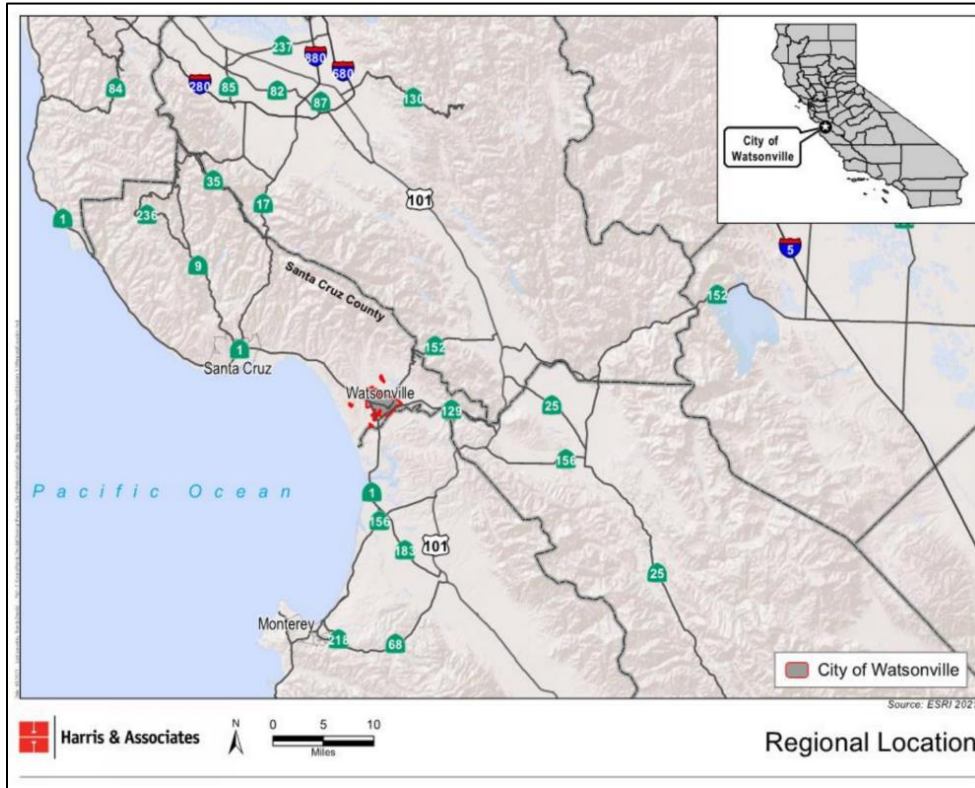 237
880
680
280
85
82
87
130
84
City of
Watsonville
35
17
236
1
9
101
5
152
Santa Cruz County
1
Santa Cruz
152
Watsonville
129
25
156
Pacific Ocean
1
156
183
101
25
Monterey
218
68
City of Watsonville
Source: ESRI 202
Harris & Associates
N
0 5 10
Miles
Regional Location